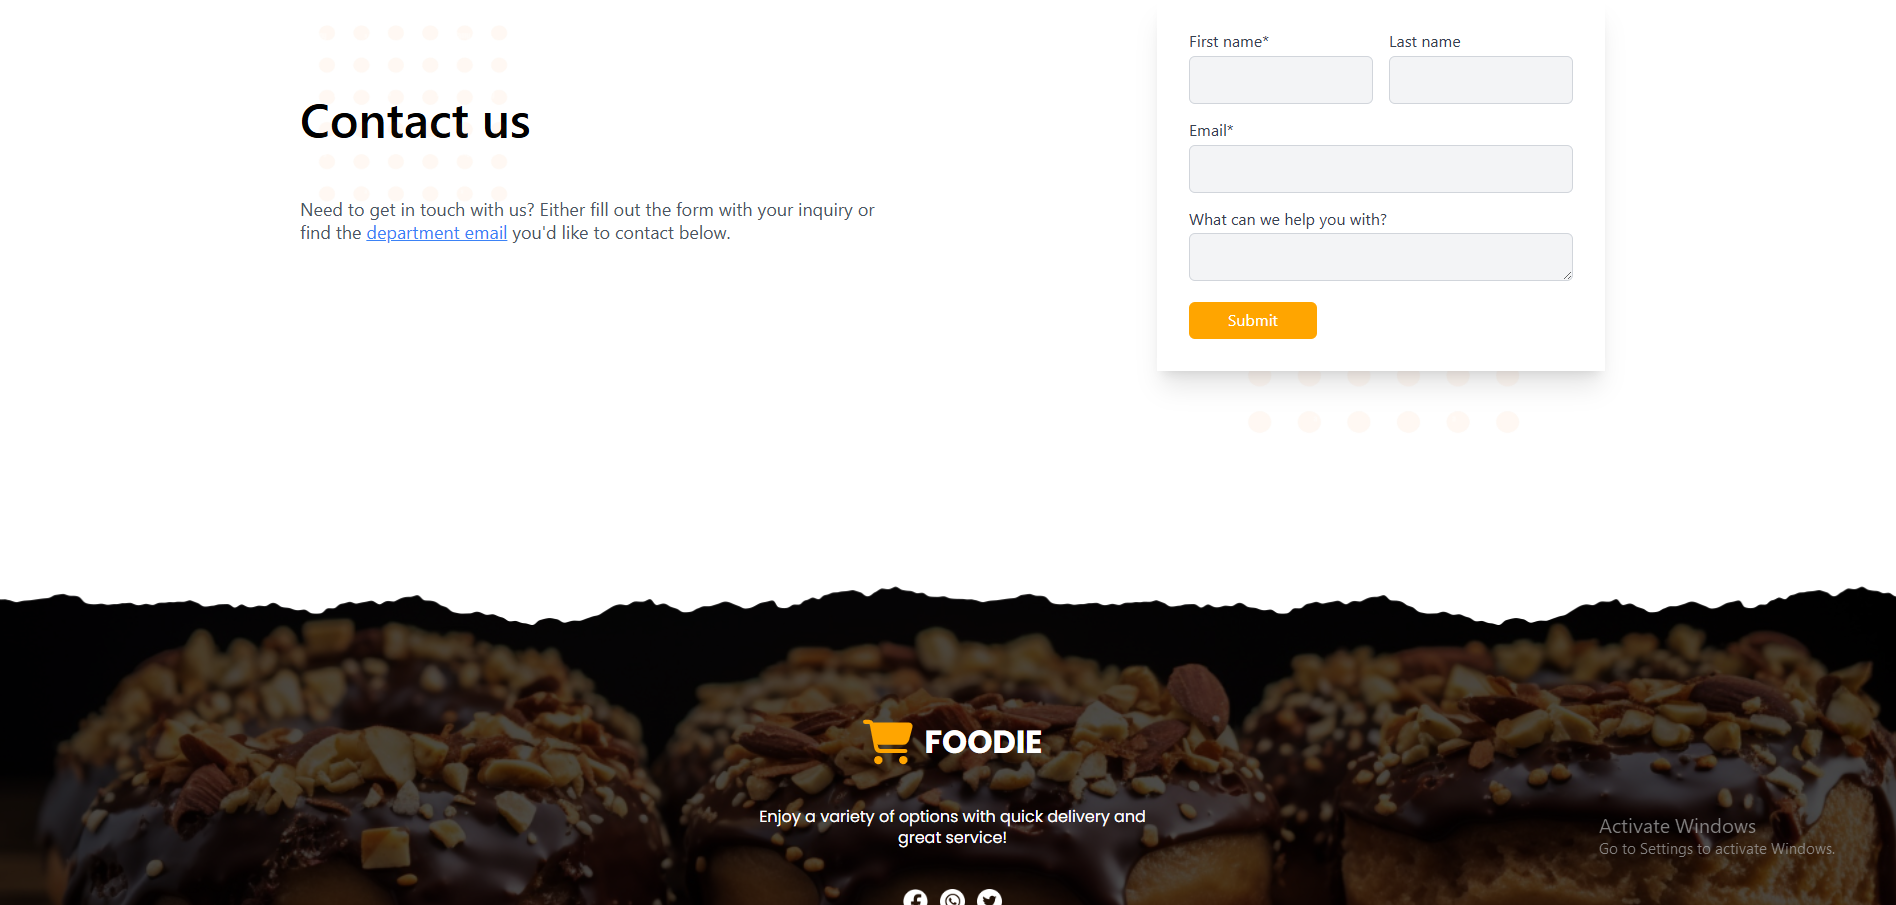 Contact us
Need to get in touch with us? Either fill out the form with your inquiry or
find the department email you'd like to contact below.
First name*
Last name
Email*
What can we help you with?
Submit
FOODIE
Enjoy a variety of options with quick delivery and
great service!
Activate Windows
Go to Settings to activate Windows.